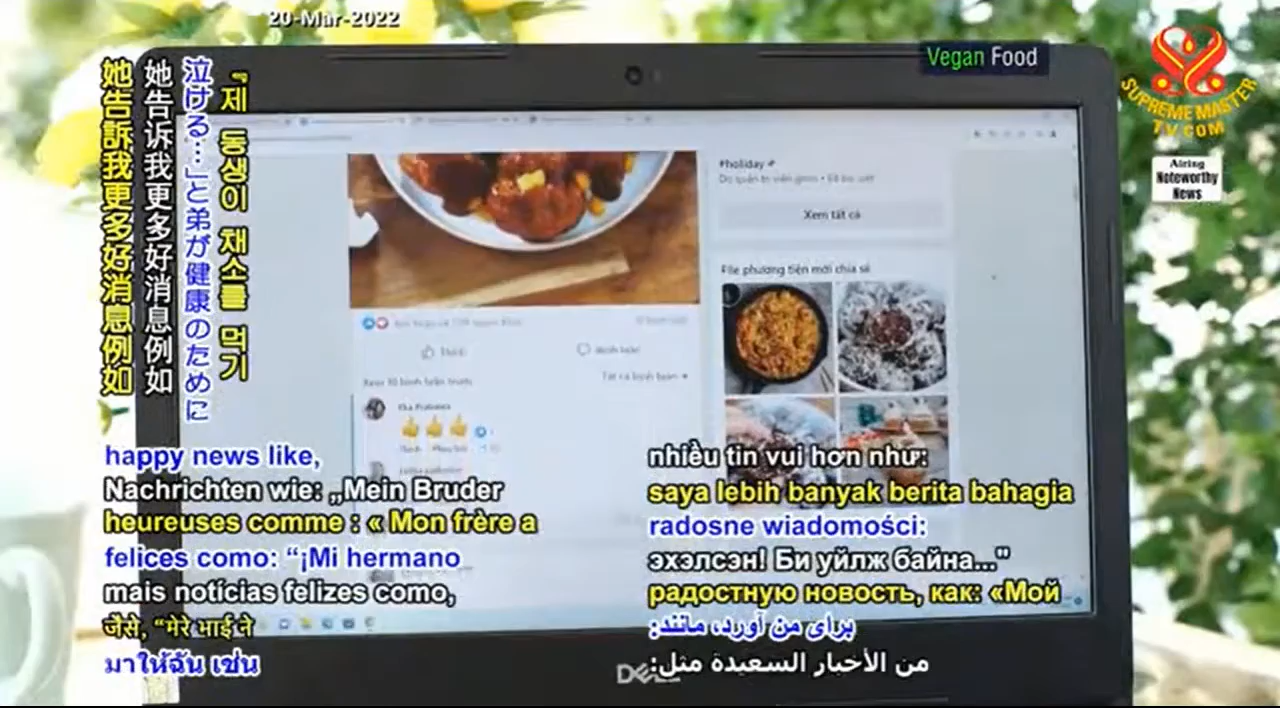 20-Mar-2022
Vegan Food
SUPREME MASTER
TV.COM
Airing
Noteworthy
News
她告訴我更多好消息例如
她告诉我更多好消息例如
泣ける…」と弟が健康のために
『제 동생이 채소를 먹기
#holiday
Xem tất cả
File phương tiện mới chia sẻ
happy news like,
Nachrichten wie: „Mein Bruder
heureuses comme : « Mon frère a
felices como: “¡Mi hermano
mais notícias felizes como,
जैसे, “मेरे भाई ने
มาให้ฉัน เช่น
nhiều tin vui hơn như:
saya lebih banyak berita bahagia
radosne wiadomości:
эхэлсэн! Би уйлж байна..."
радостную новость, как: «Мой
برای من آورد، مانند:
من الأخبار السعيدة مثل:
DELL